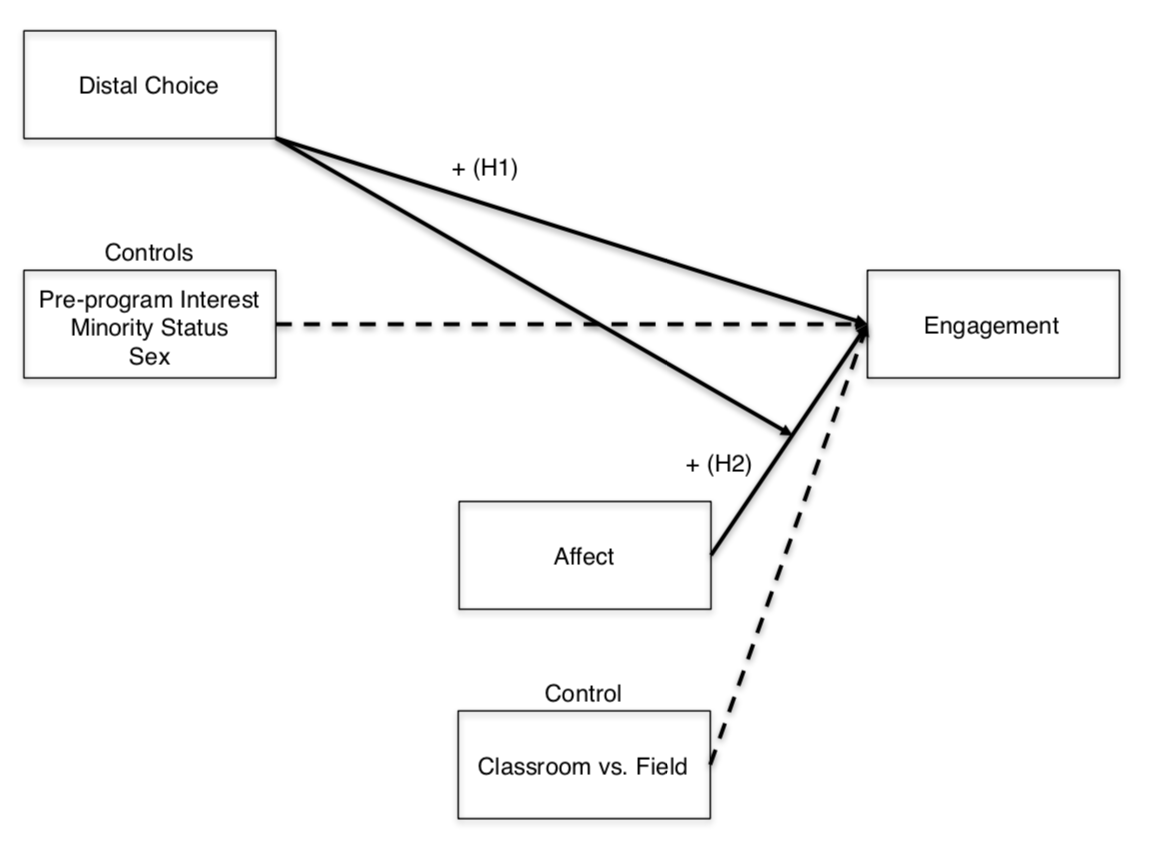 Distal Choice
+ (H1)
Controls
Pre-program Interest
Minority Status
Sex
Engagement
+ (H2)
Affect
Control
Classroom vs. Field